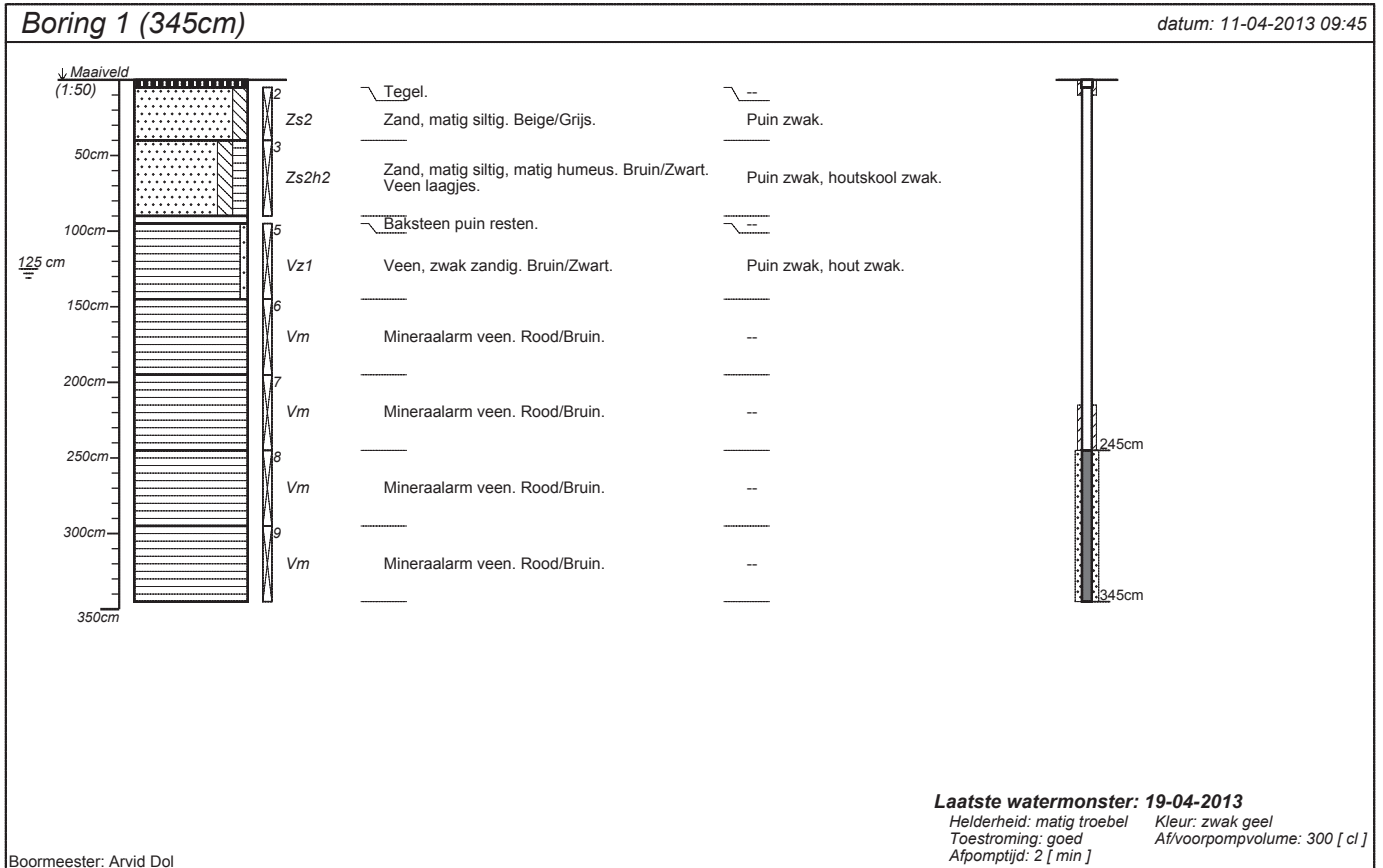 Boring 1 (345cm)
datum: 11-04-2013 09:45
Maaiveld
(1:50)
2
Tegel.
--
Zs2
Zand, matig siltig. Beige/Grijs.
Puin zwak.
3
50cm
Zs2h2
Zand, matig siltig, matig humeus. Bruin/Zwart.
Veen laagjes.
Puin zwak, houtskool zwak.
100cm
5
Baksteen puin resten.
--
125 cm
Vz1
Veen, zwak zandig. Bruin/Zwart.
Puin zwak, hout zwak.
150cm
6
Vm
Mineraalarm veen. Rood/Bruin.
--
200cm
7
Vm
Mineraalarm veen. Rood/Bruin.
--
245cm
250cm
8
Vm
Mineraalarm veen. Rood/Bruin.
--
300cm
9
Vm
Mineraalarm veen. Rood/Bruin.
--
345cm
350cm
Laatste watermonster: 19-04-2013
Helderheid: matig troebel
Kleur: zwak geel
Toestroming: goed
Af/voorpompvolume: 300 [ cl ]
Afpomptijd: 2 [ min ]
Boormeester: Arvid Dol